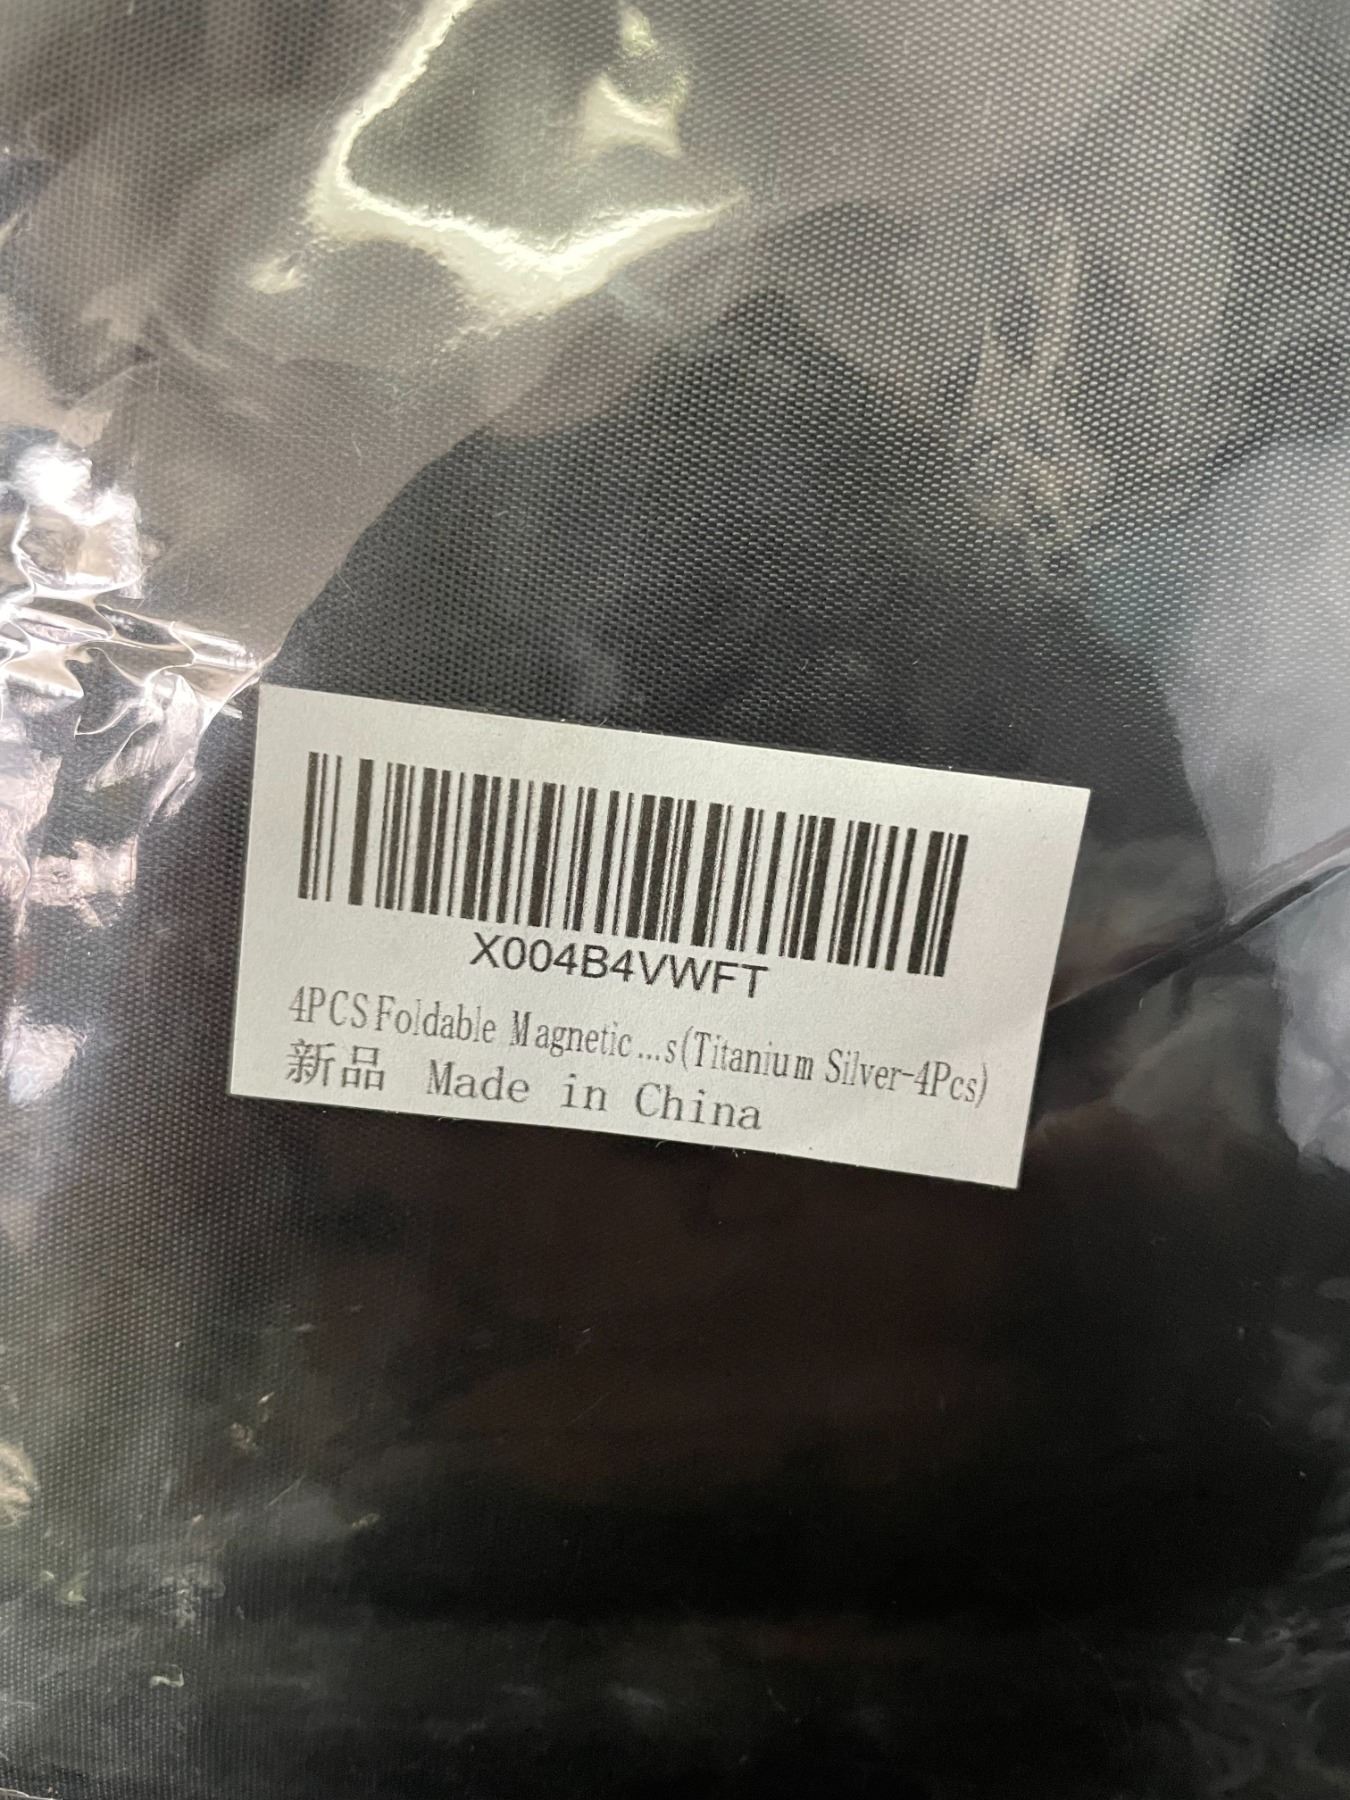 X004B4VWFT
4PCS Foldable Magnetic ...s(Titanium Silver-4Pcs)
新品 Made in China